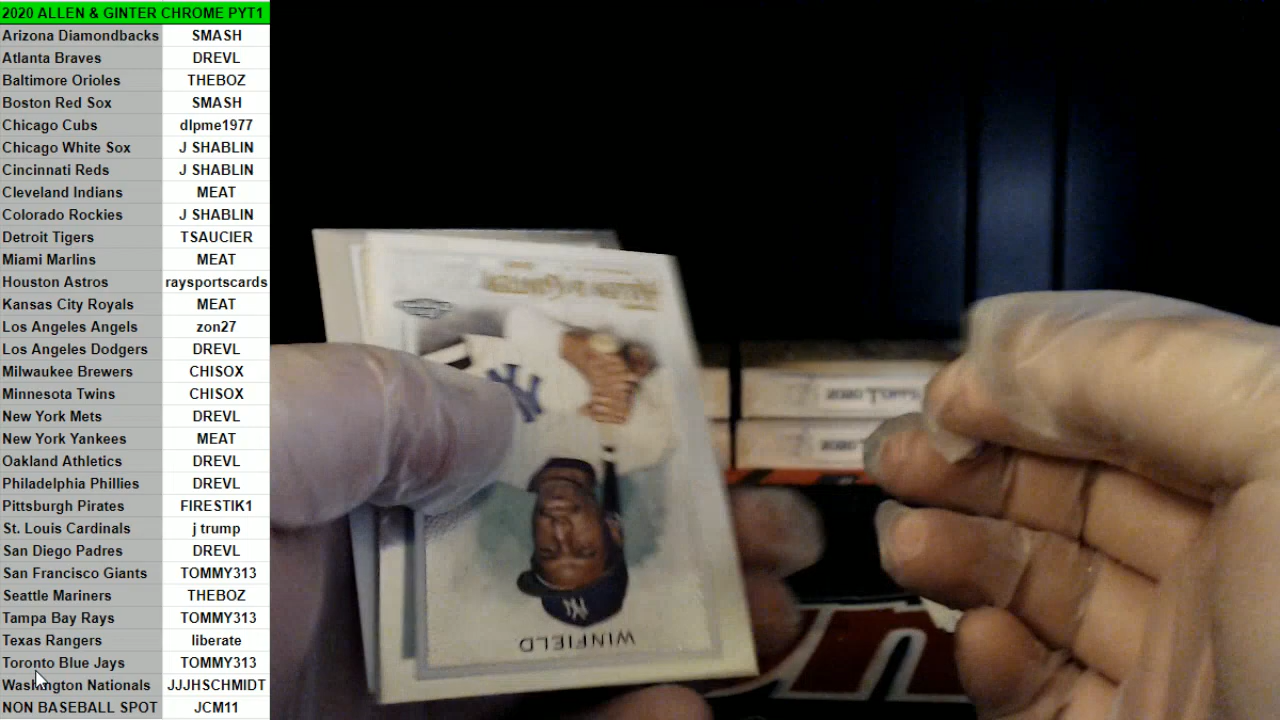 2020 ALLEN & GINTER CHROME PYT1
Arizona Diamondbacks SMASH
Atlanta Braves DREVL
Baltimore Orioles THEBOZ
Boston Red Sox SMASH
Chicago Cubs dlpme1977
Chicago White Sox J SHABLIN
Cincinnati Reds J SHABLIN
Cleveland Indians MEAT
Colorado Rockies J SHABLIN
Detroit Tigers TSAUCIER
Miami Marlins MEAT
Houston Astros raysportscards
Kansas City Royals MEAT
Los Angeles Angels zon27
Los Angeles Dodgers DREVL
Milwaukee Brewers CHISOX
Minnesota Twins CHISOX
New York Mets DREVL
New York Yankees MEAT
Oakland Athletics DREVL
Philadelphia Phillies DREVL
Pittsburgh Pirates FIRESTIK1
St. Louis Cardinals j trump
San Diego Padres DREVL
San Francisco Giants TOMMY313
Seattle Mariners THEBOZ
Tampa Bay Rays TOMMY313
Texas Rangers liberate
Toronto Blue Jays TOMMY313
Washington Nationals JJJHSCHMIDT
NON BASEBALL SPOT JCM11
NY
NY
WINFIELD